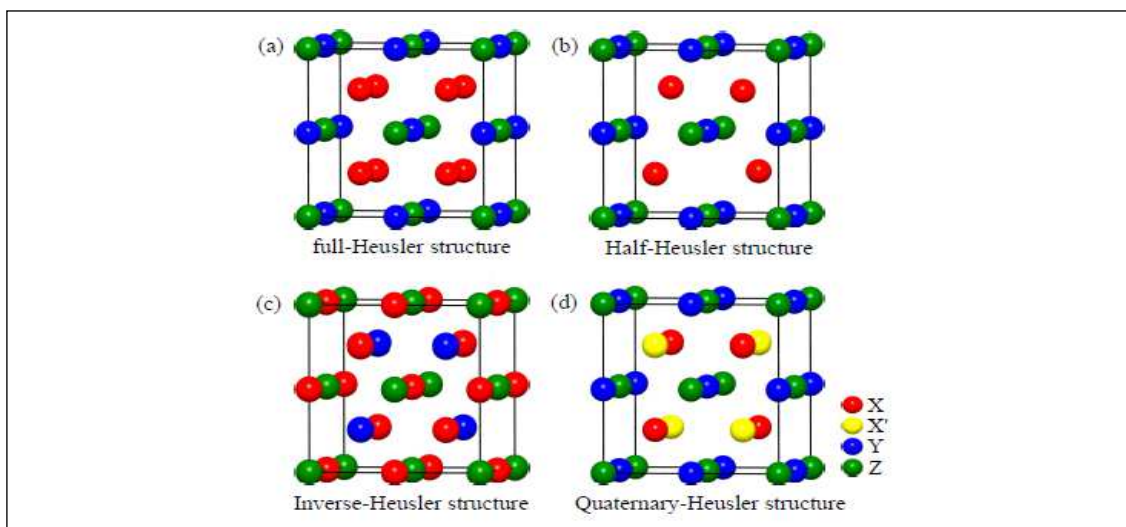 (a)
(b)
full-Heusler structure
Half-Heusler structure
(c)
(d)
X
X'
Y
Z
Inverse-Heusler structure
Quaternary-Heusler structure